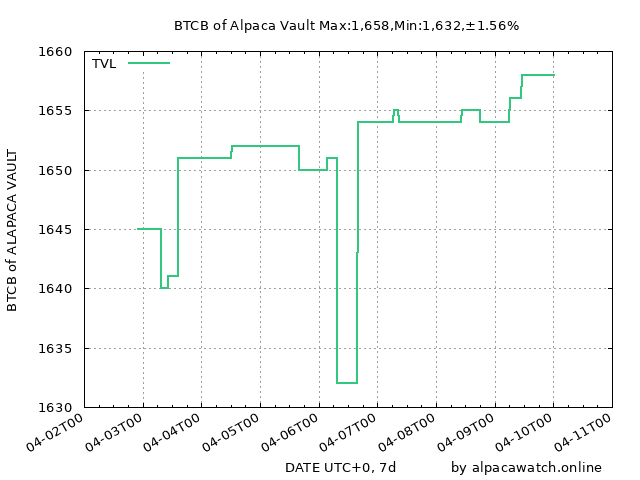 BTCB of Alpaca Vault Max:1,658,Min:1,632,±1.56%
TVL
BTCB of ALAPACA VAULT
1660
1655
1650
1645
1640
1635
1630
04-02T00
04-03T00
04-04T00
04-05T00
04-06T00
04-07T00
04-08T00
04-09T00
04-10T00
04-11T00
DATE UTC+0, 7d
by alpacawatch.online